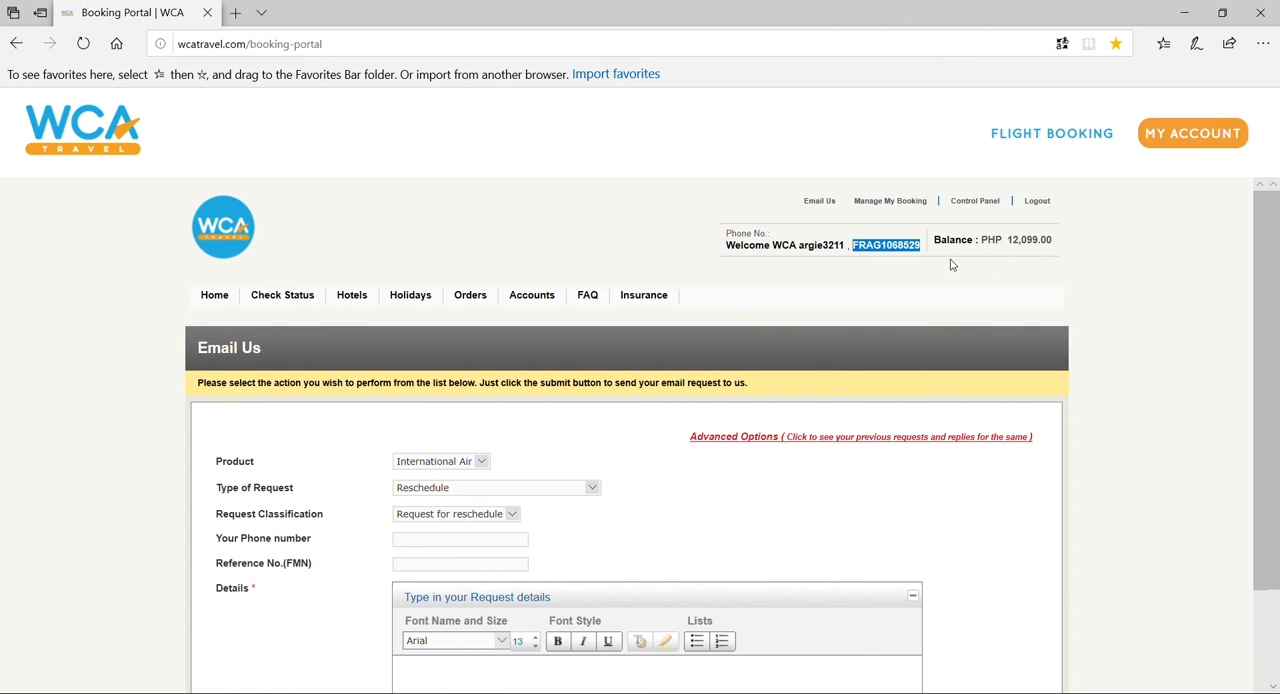 Booking Portal | WCA
wcatravel.com/booking-portal
To see favorites here, select then, and drag to the Favorites Bar folder. Or import from another browser. Import favorites
WCA
TRAVEL
FLIGHT BOOKING
MY ACCOUNT
WCA
TRAVEL
Email Us
Manage My Booking
Control Panel
Logout
Phone No.:
Welcome WCA argie3211 , FRAG1068529
Balance : PHP 12,099.00
Home
Check Status
Hotels
Holidays
Orders
Accounts
FAQ
Insurance
Email Us
Please select the action you wish to perform from the list below. Just click the submit button to send your email request to us.
Advanced Options ( Click to see your previous requests and replies for the same )
Product
International Air
Type of Request
Reschedule
Request Classification
Request for reschedule
Your Phone number
Reference No.(FMN)
Details *
Type in your Request details
Font Name and Size
Font Style
Lists
Arial
13
B
I
U